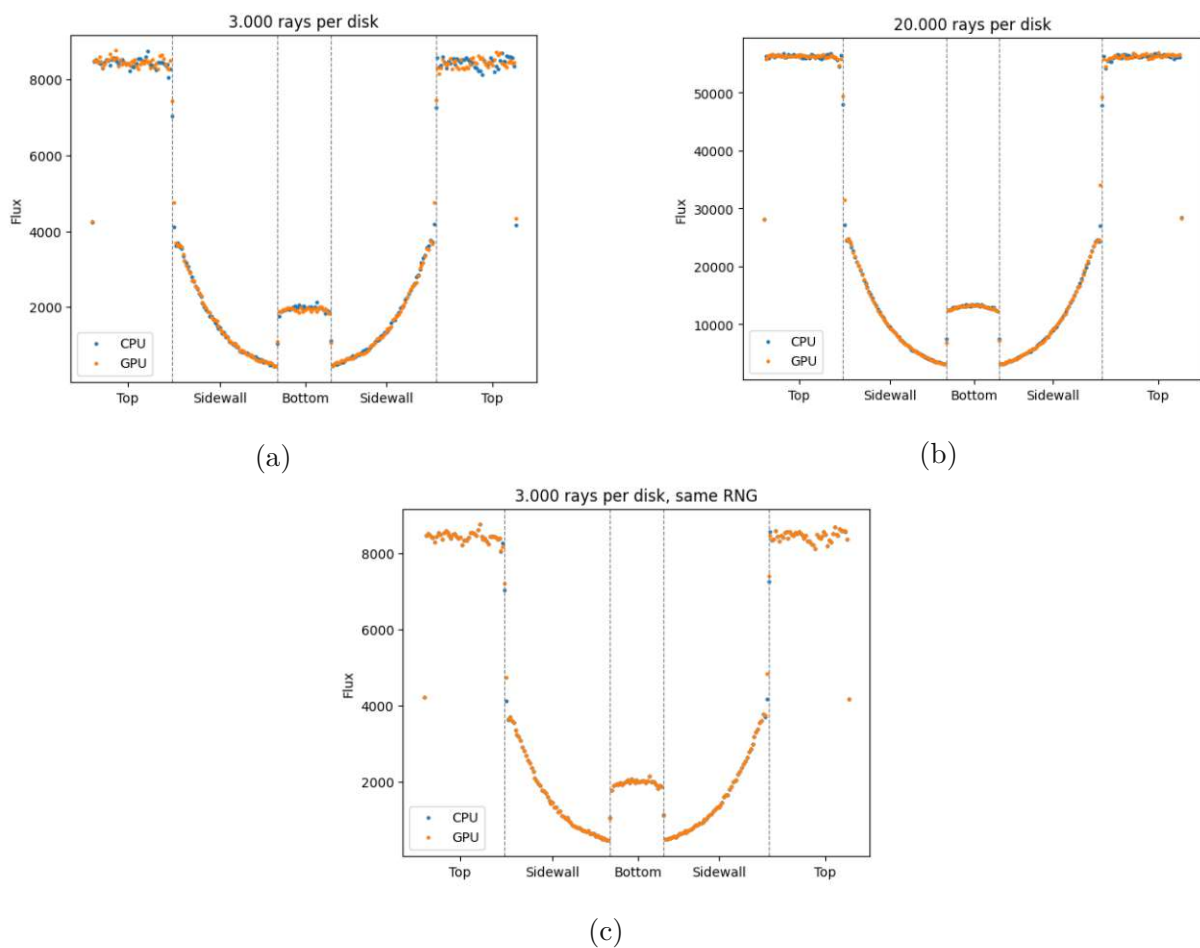 3.000 rays per disk
Flux
8000
6000
4000
2000
CPU
GPU
Top Sidewall Bottom Sidewall Top
(a)
20.000 rays per disk
Flux
50000
40000
30000
20000
10000
CPU
GPU
Top Sidewall Bottom Sidewall Top
(b)
3.000 rays per disk, same RNG
Flux
8000
6000
4000
2000
CPU
GPU
Top Sidewall Bottom Sidewall Top
(c)